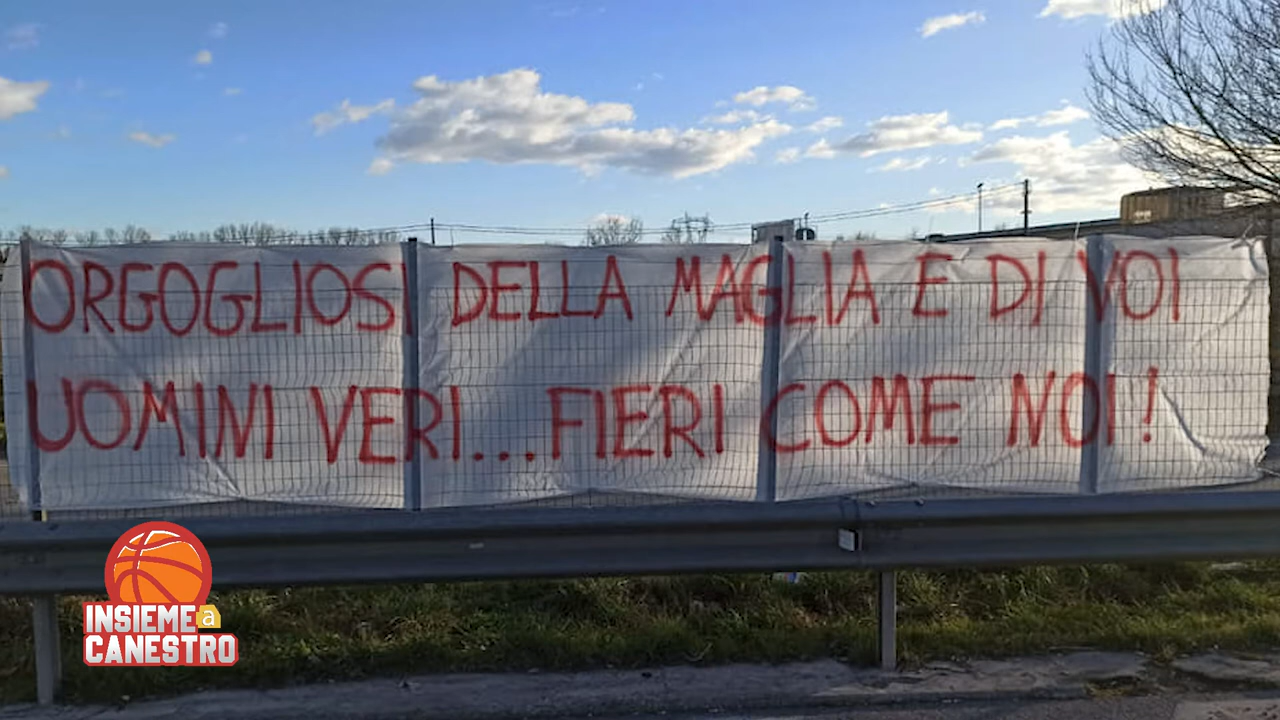 ORGOGLIOSI DELLA MAGLIA E DI VOI
UOMINI VERI...FIERI COME NOI!
INSIEME a
CANESTRO